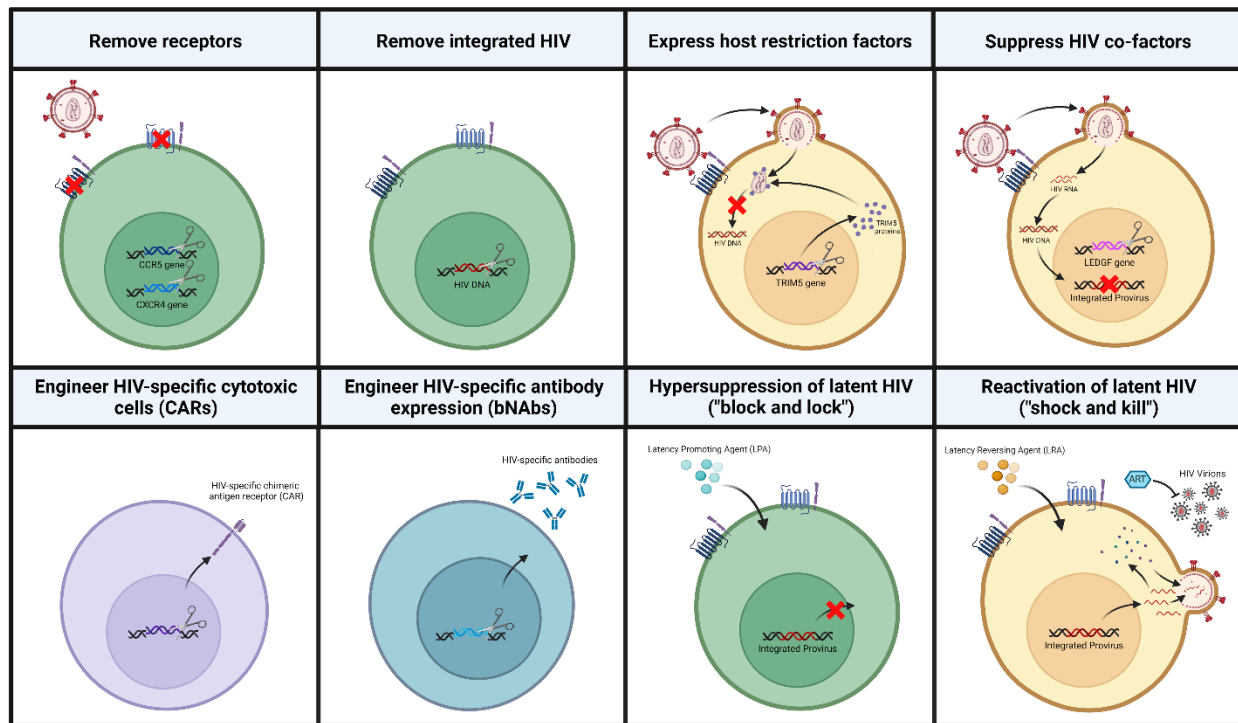 Remove receptors
Remove integrated HIV
Express host restriction factors
Suppress HIV co-factors
CCR5 gene
CXCR4 gene
HIV DNA
HIV DNA
TRIM5
proteins
TRIM5 gene
HIV RNA
HIV DNA
LEDGF gene
Integrated Provirus
Engineer HIV-specific cytotoxic
cells (CARs)
Engineer HIV-specific antibody
expression (bNAbs)
Hypersuppression of latent HIV
("block and lock")
Reactivation of latent HIV
("shock and kill")
HIV-specific chimeric
antigen receptor (CAR)
HIV-specific antibodies
Latency Promoting Agent (LPA)
Integrated Provirus
Latency Reversing Agent (LRA)
ART
HIV Virions
Integrated Provirus